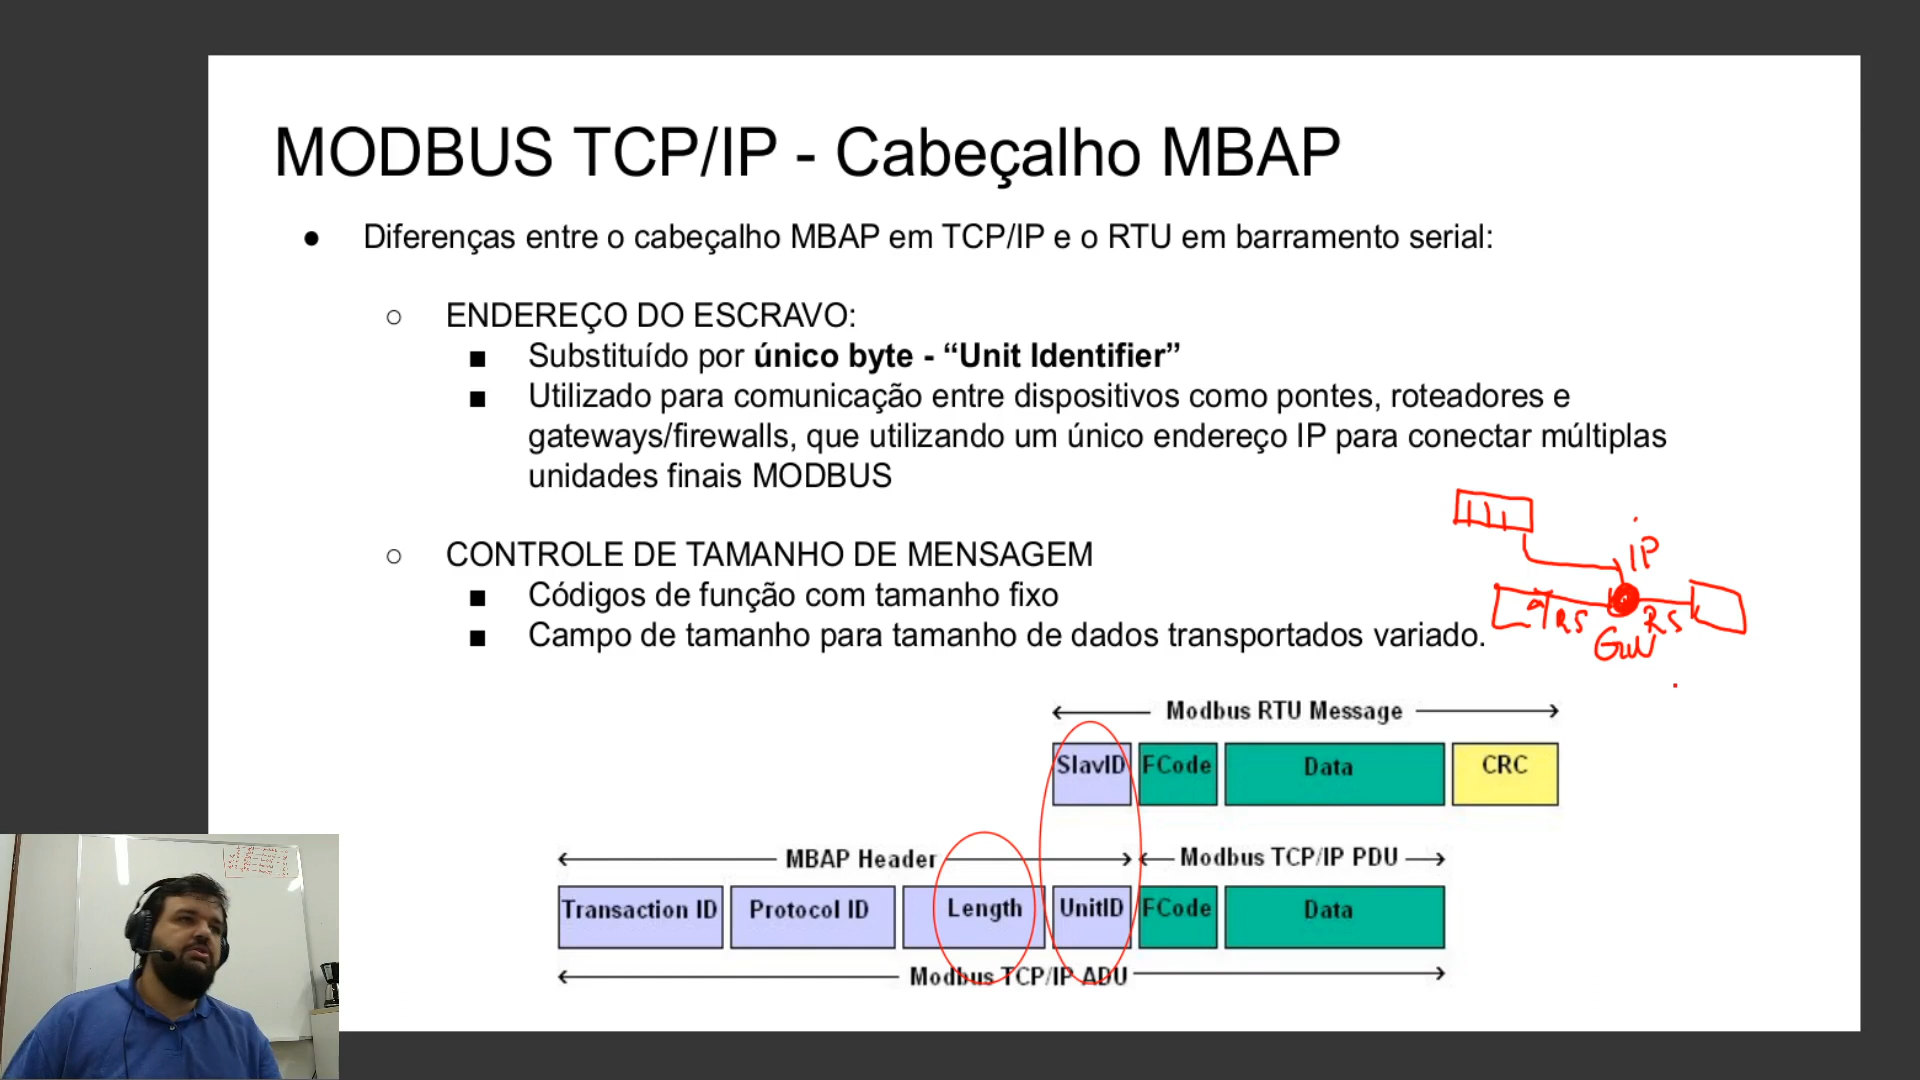 MODBUS TCP/IP - Cabeçalho MBAP
● Diferenças entre o cabeçalho MBAP em TCP/IP e o RTU em barramento serial:
○ ENDEREÇO DO ESCRAVO:
■ Substituído por único byte - “Unit Identifier”
■ Utilizado para comunicação entre dispositivos como pontes, roteadores e
gateways/firewalls, que utilizando um único endereço IP para conectar múltiplas
unidades finais MODBUS
○ CONTROLE DE TAMANHO DE MENSAGEM
■ Códigos de função com tamanho fixo
■ Campo de tamanho para tamanho de dados transportados variado.
IP
RS
RS
GW
Modbus RTU Message
SlavID FCode Data CRC
MBAP Header Modbus TCP/IP PDU
Transaction ID Protocol ID Length UnitID FCode Data
Modbus TCP/IP ADU